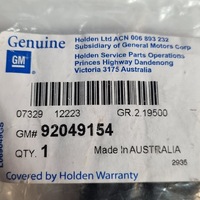 Genuine
GM
Holden Ltd ACN 006 893 232
Subsidiary of General Motors Corp
Holden Service Parts Operations
Princes Highway Dandenong
Victoria 3175 Australia
07329 12223 GR.2.19500
GM# 92049154
QTY. 1 Made In AUSTRALIA
2935
Covered by Holden Warranty